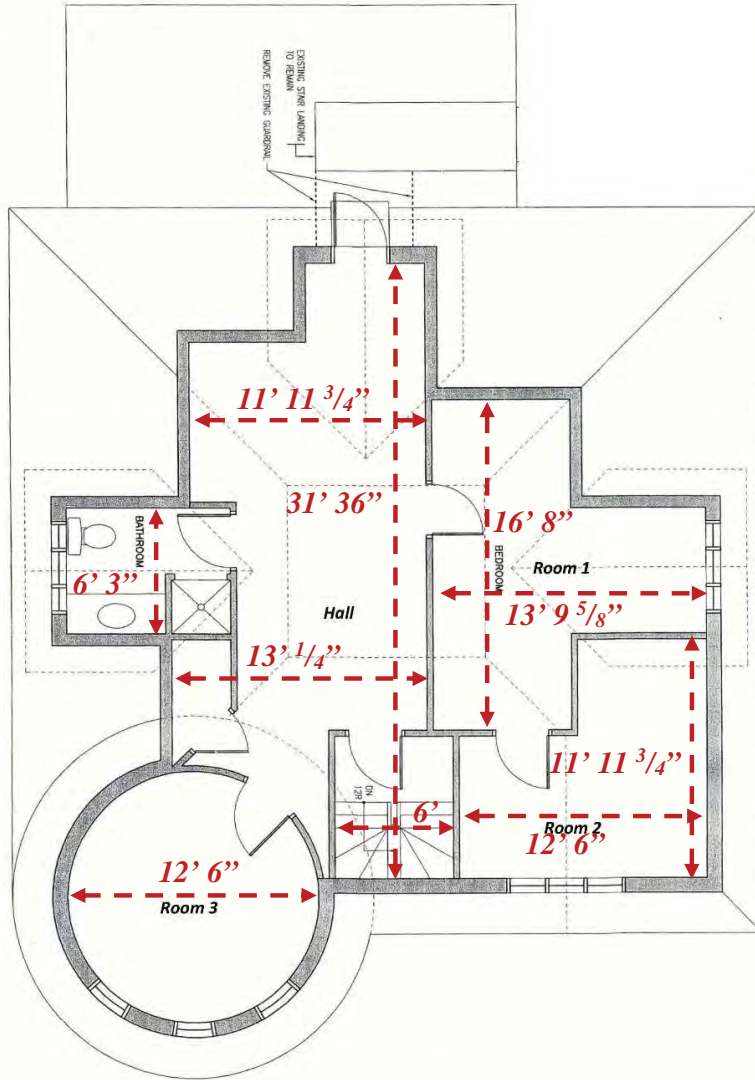 EXISTING STAIR LANDING
TO REMAIN
REMOVE EXISTING GUARDRAIL
11’ 11 3/4”
31’ 36”
16’ 8”
BATHROOM
BEDROOM
Room 1
6’ 3”
13’ 9 5/8”
Hall
13’ 1/4”
11’ 11 3/4”
DN
12R
6’
Room 2
12’ 6”
12’ 6”
Room 3